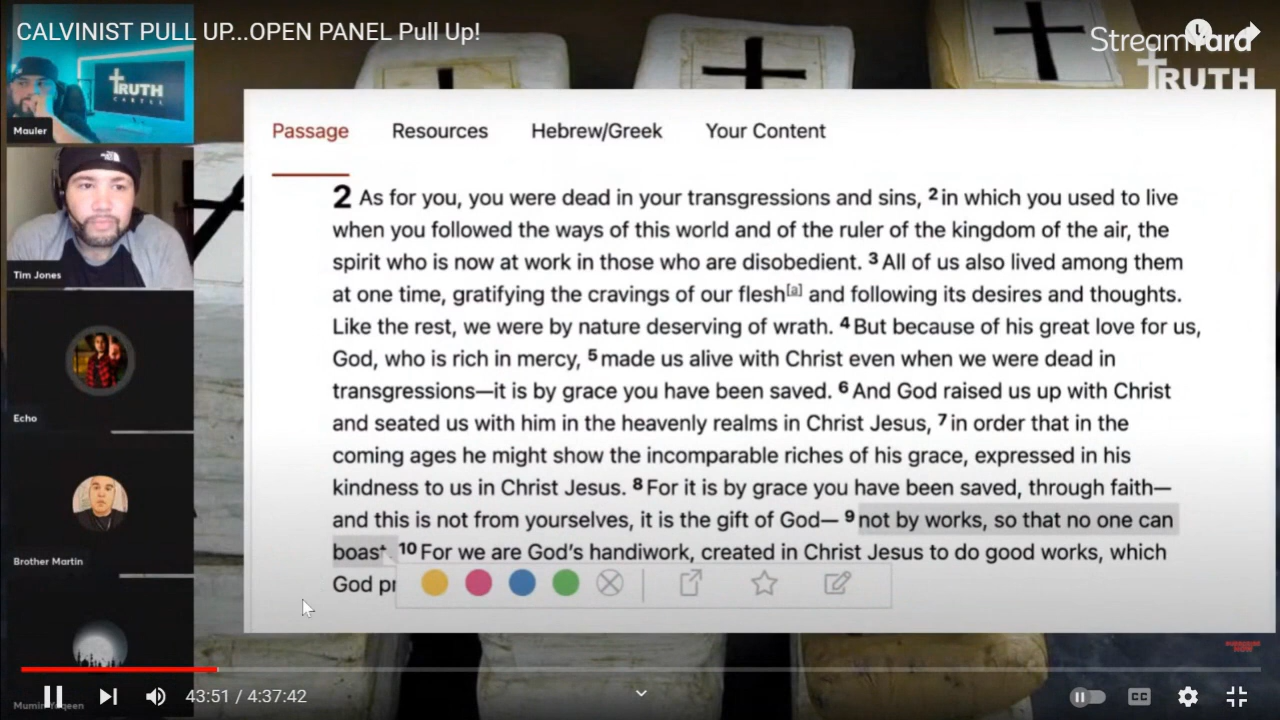 CALVINIST PULL UP...OPEN PANEL Pull Up!
StreamYard
TRUTH
TRUTH
CARTEL
Mauler
Tim Jones
Echo
Brother Martin
Passage Resources Hebrew/Greek Your Content
2 As for you, you were dead in your transgressions and sins, 2 in which you used to live
when you followed the ways of this world and of the ruler of the kingdom of the air, the
spirit who is now at work in those who are disobedient. 3 All of us also lived among them
at one time, gratifying the cravings of our flesh[a] and following its desires and thoughts.
Like the rest, we were by nature deserving of wrath. 4 But because of his great love for us,
God, who is rich in mercy, 5 made us alive with Christ even when we were dead in
transgressions—it is by grace you have been saved. 6 And God raised us up with Christ
and seated us with him in the heavenly realms in Christ Jesus, 7 in order that in the
coming ages he might show the incomparable riches of his grace, expressed in his
kindness to us in Christ Jesus. 8 For it is by grace you have been saved, through faith—
and this is not from yourselves, it is the gift of God— 9 not by works, so that no one can
boast 10 For we are God's handiwork, created in Christ Jesus to do good works, which
God pr
SUBSCRIBE
NOW
43:51 / 4:37:42
CC